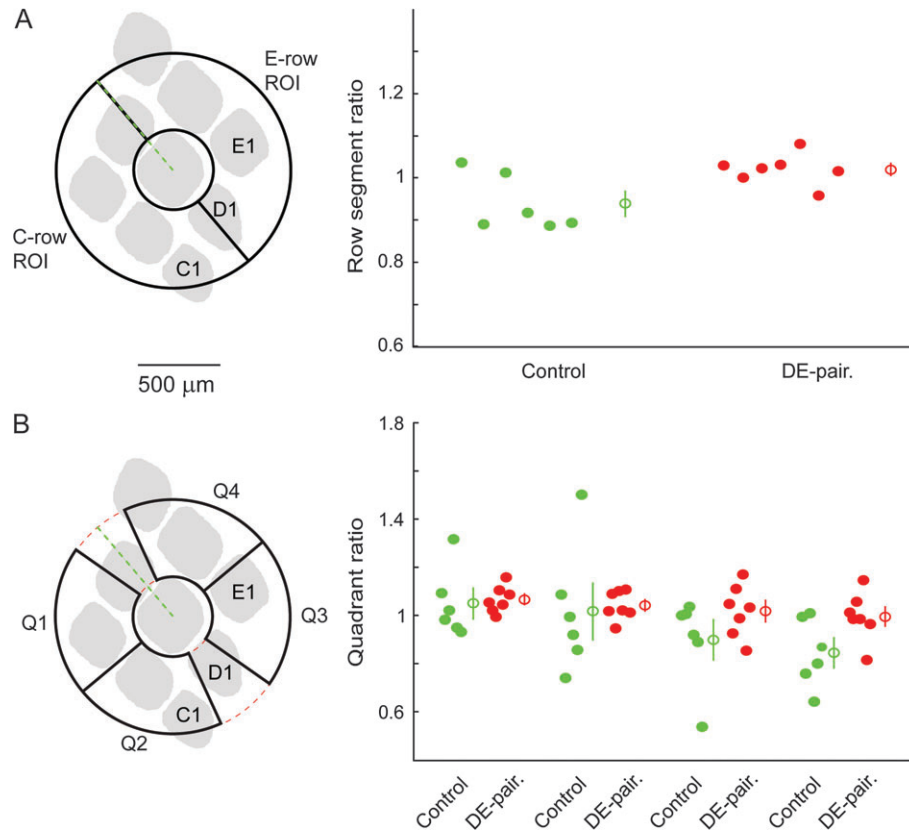 A
E-row
ROI
E1
D1
C-row
ROI
C1
500 μm
Row segment ratio
1.2
1
0.8
0.6
Control
DE-pair.
B
Q4
E1
Q1
Q3
D1
C1
Q2
Quadrant ratio
1.8
1.4
1
0.6
Control
DE-pair.
Control
DE-pair.
Control
DE-pair.
Control
DE-pair.